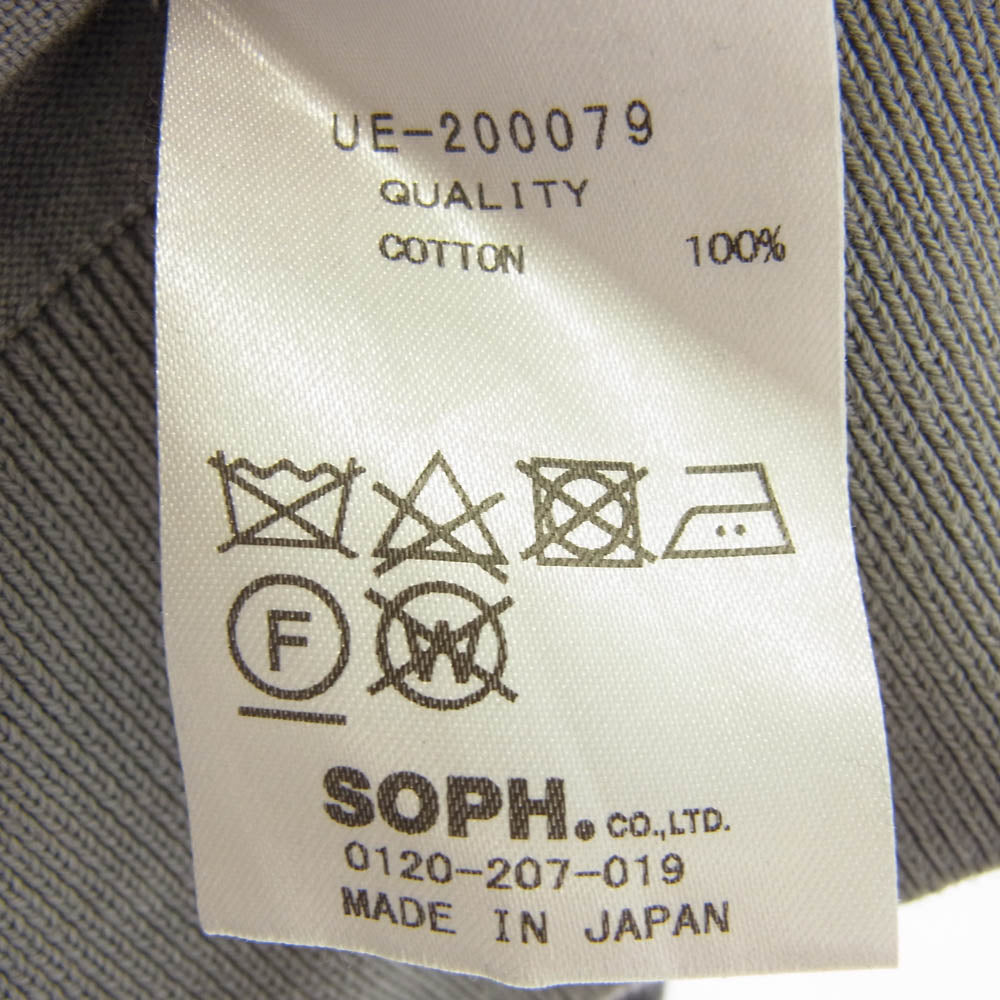 UE-200079
QUALITY
COTTON 100%
F W
SOPH. CO.,LTD.
0120-207-019
MADE IN JAPAN